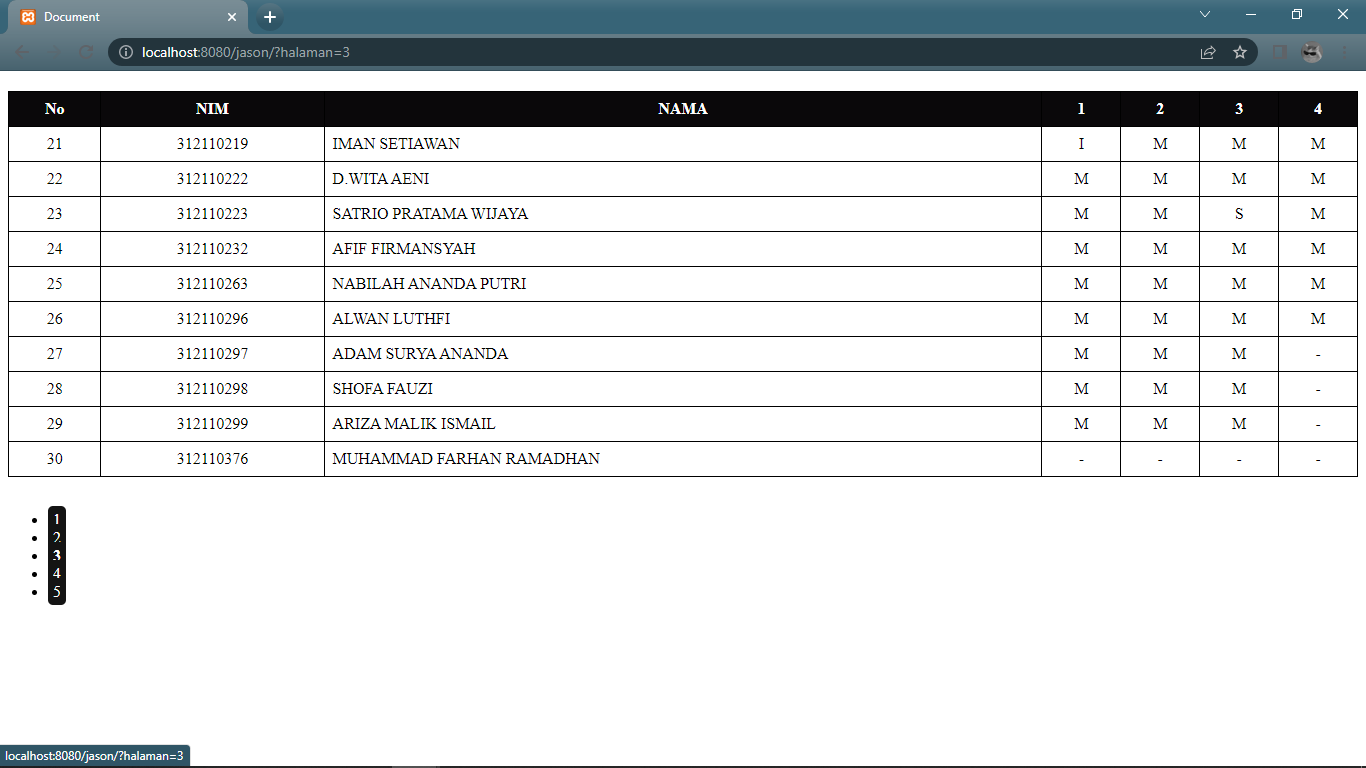 Document
localhost:8080/jason/?halaman=3
No NIM NAMA 1 2 3 4
21 312110219 IMAN SETIAWAN I M M M
22 312110222 D.WITA AENI M M M M
23 312110223 SATRIO PRATAMA WIJAYA M M S M
24 312110232 AFIF FIRMANSYAH M M M M
25 312110263 NABILAH ANANDA PUTRI M M M M
26 312110296 ALWAN LUTHFI M M M M
27 312110297 ADAM SURYA ANANDA M M M -
28 312110298 SHOFA FAUZI M M M -
29 312110299 ARIZA MALIK ISMAIL M M M -
30 312110376 MUHAMMAD FARHAN RAMADHAN - - - -
• 1
• 2
• 3
• 4
• 5
localhost:8080/jason/?halaman=3